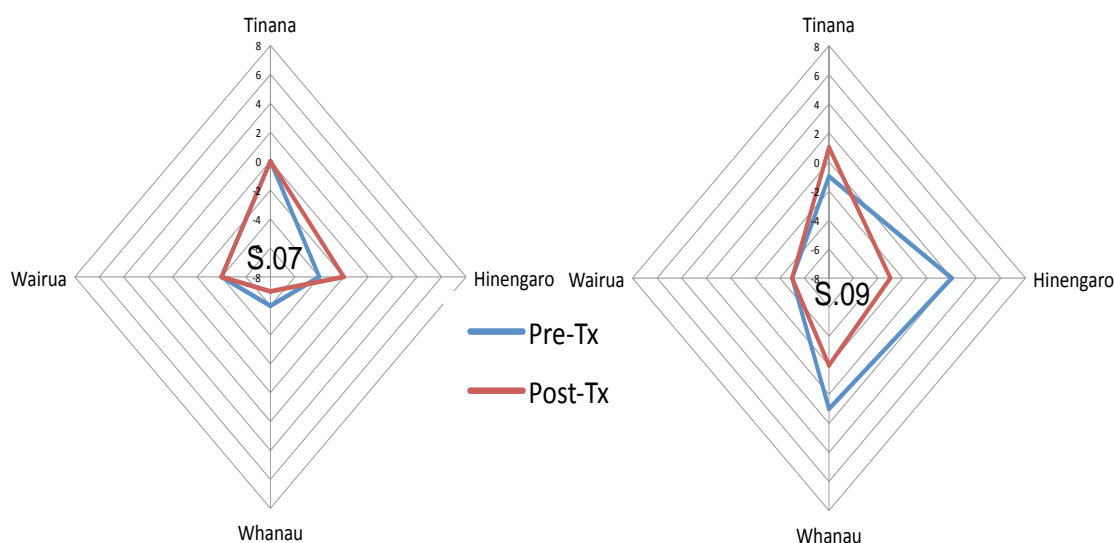 Tinana
8
6
4
2
0
-2
-4
-6
-8
S.07
Wairua
Hinengaro
Whanau
Pre-Tx
Post-Tx
Tinana
8
6
4
2
0
-2
-4
-6
-8
S.09
Wairua
Hinengaro
Whanau